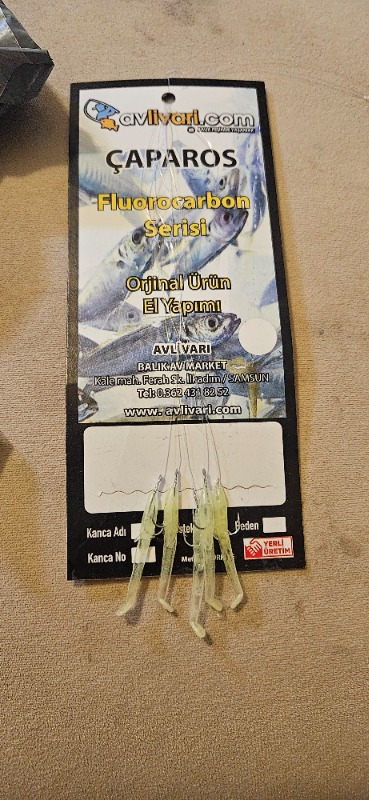 avlivari.com
ÇAPAROS
Fluorocarbon
Serisi
Orjinal Ürün
El Yapımı
AVLİVARİ
BALIK AV MARKET
Kale mah. Ferah Sk. İlkadım / SAMSUN
Tel: 0.362 431 82 52
www. avlivari.com
Kanca Adı
Beden
Kanca No
YERLİ
ÜRETİM